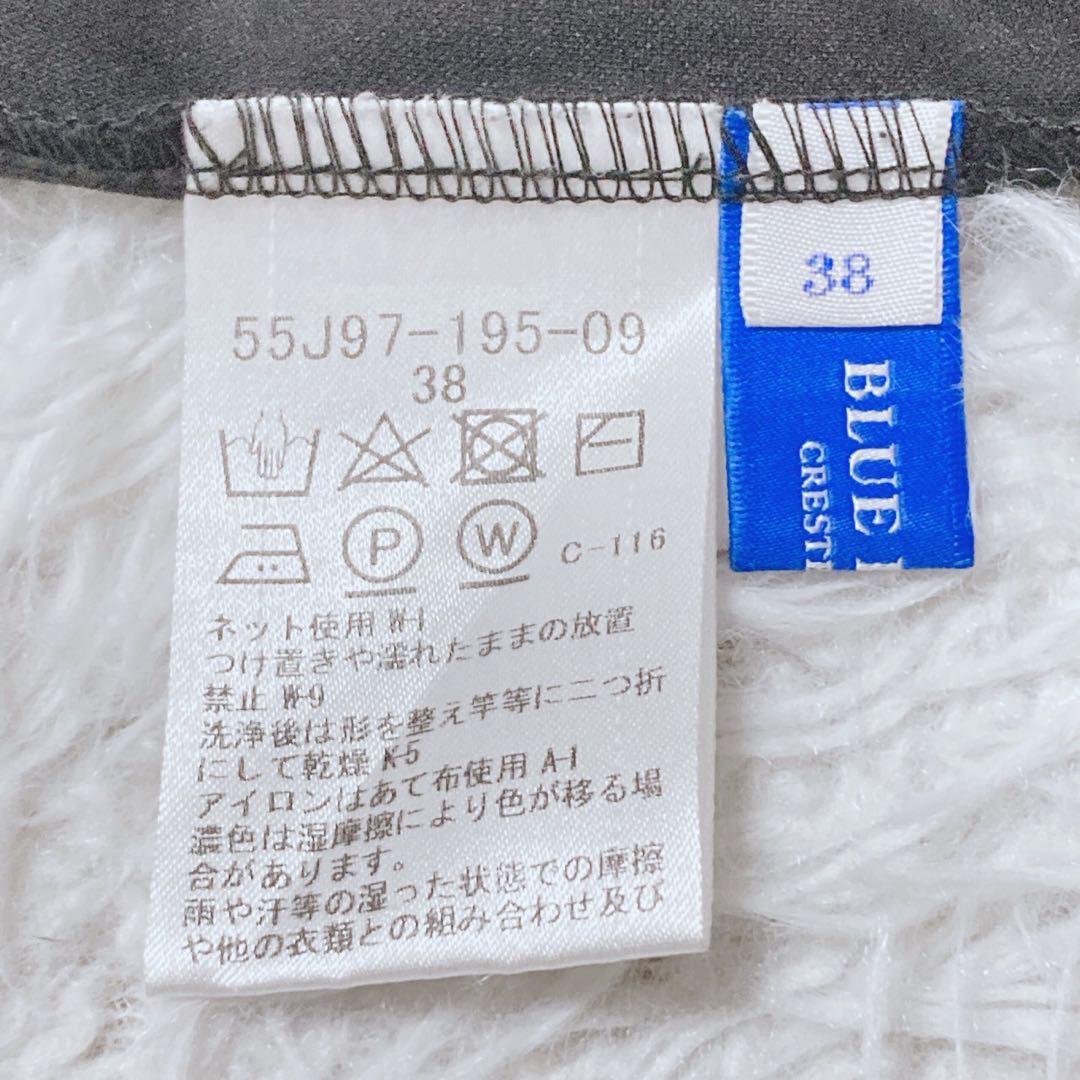 55J97-195-09
38
P
W
C-116
ネット使用 W-1
つけ置きや濡れたままの放置
禁止 W-9
洗浄後は形を整え竿等に二つ折
にして乾燥 K-5
アイロンはあて布使用 A-1
濃色は湿摩擦により色が移る場
合があります。
雨や汗等の湿った状態での摩擦
や他の衣類との組み合わせ及び
38
BLUE
CREST